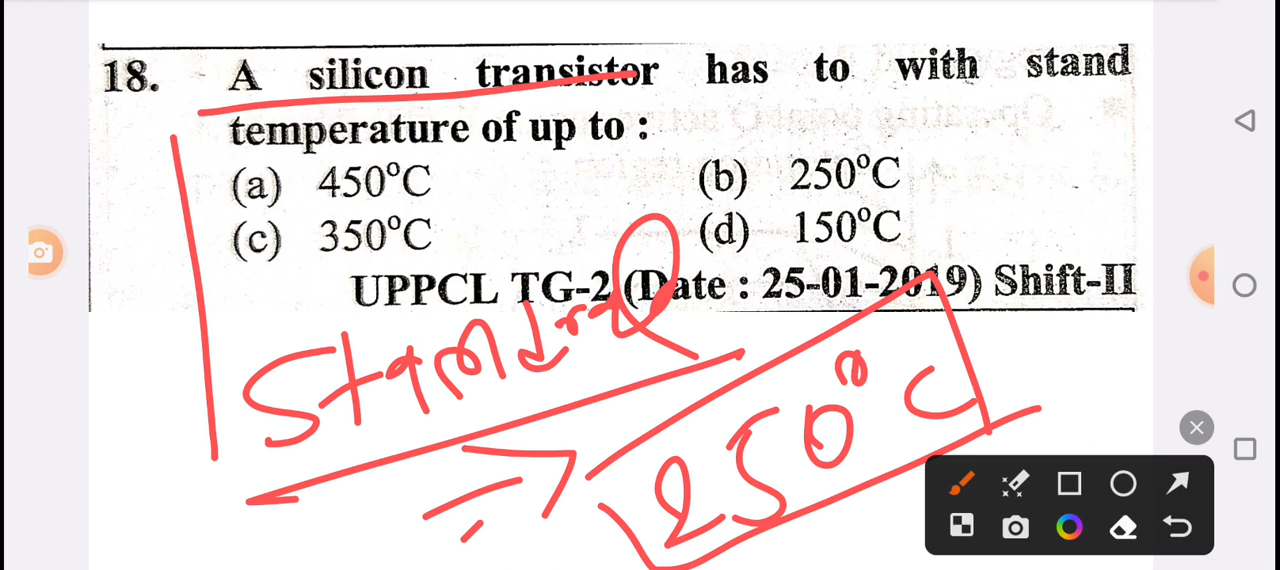 18. A silicon transistor has to with stand
temperature of up to :
(a) 450°C (b) 250°C
(c) 350°C (d) 150°C
UPPCL TG-2 (Date : 25-01-2019) Shift-II
250°C